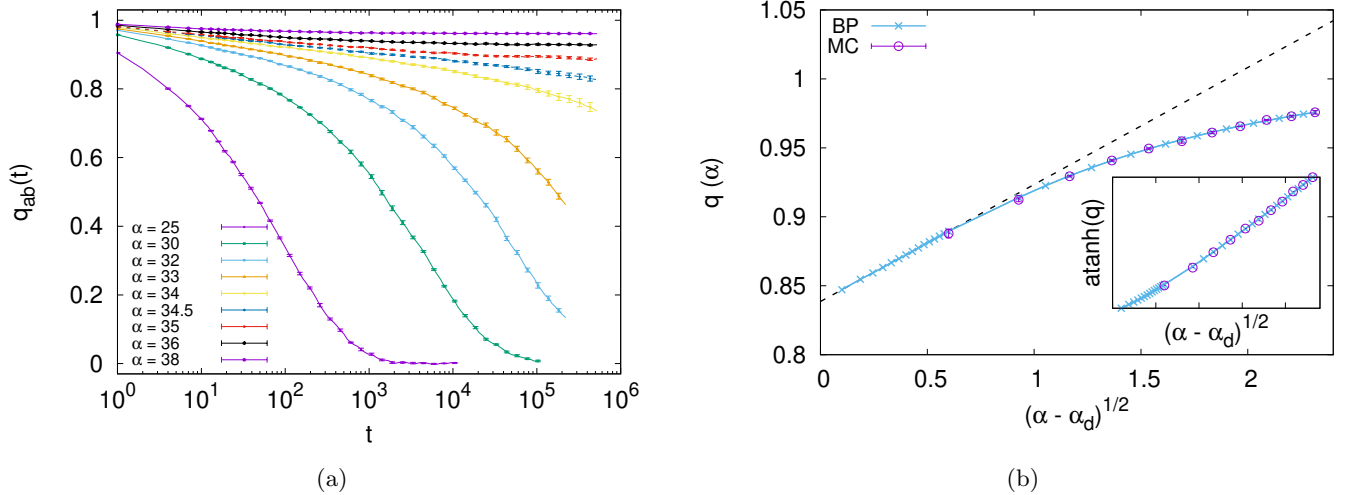 1
0.8
0.6
0.4
0.2
0
q_ab(t)
α = 25
α = 30
α = 32
α = 33
α = 34
α = 34.5
α = 35
α = 36
α = 38
10^0 10^1 10^2 10^3 10^4 10^5 10^6
t
(a)
1.05
1
0.95
0.9
0.85
0.8
q (α)
BP
MC
atanh(q)
(α - α_d)^1/2
0 0.5 1 1.5 2
(α - α_d)^1/2
(b)